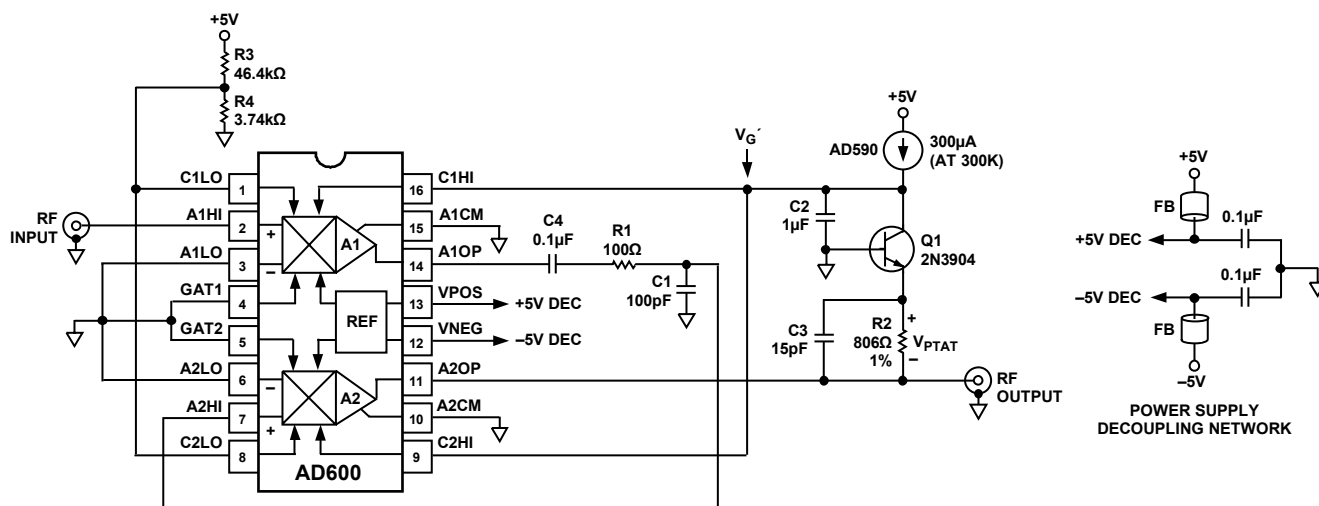 +5V
R3
46.4kΩ
R4
3.74kΩ
C1LO
1
16
C1HI
RF
INPUT
A1HI
2
+
A1
15
A1CM
A1LO
3
−
14
A1OP
C4
0.1µF
R1
100Ω
C1
100pF
GAT1
4
REF
13
VPOS
+5V DEC
GAT2
5
12
VNEG
–5V DEC
A2LO
6
−
A2
11
A2OP
A2HI
7
+
10
A2CM
C2LO
8
9
C2HI
AD600
VG´
+5V
AD590
300µA
(AT 300K)
C2
1µF
Q1
2N3904
C3
15pF
R2
806Ω
1%
+
VPTAT
−
RF
OUTPUT
+5V
FB
0.1µF
+5V DEC
0.1µF
–5V DEC
FB
–5V
POWER SUPPLY
DECOUPLING NETWORK